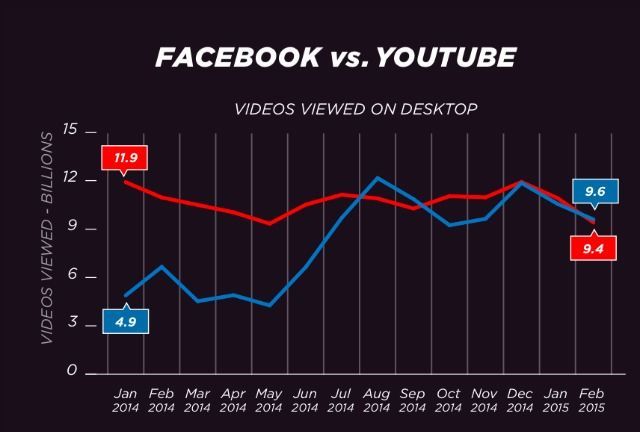 FACEBOOK vs. YOUTUBE
VIDEOS VIEWED ON DESKTOP
VIDEOS VIEWED - BILLIONS
15
12
9
6
3
0
11.9
4.9
9.6
9.4
Jan Feb Mar Apr May Jun Jul Aug Sep Oct Nov Dec Jan Feb
2014 2014 2014 2014 2014 2014 2014 2014 2014 2014 2014 2014 2015 2015